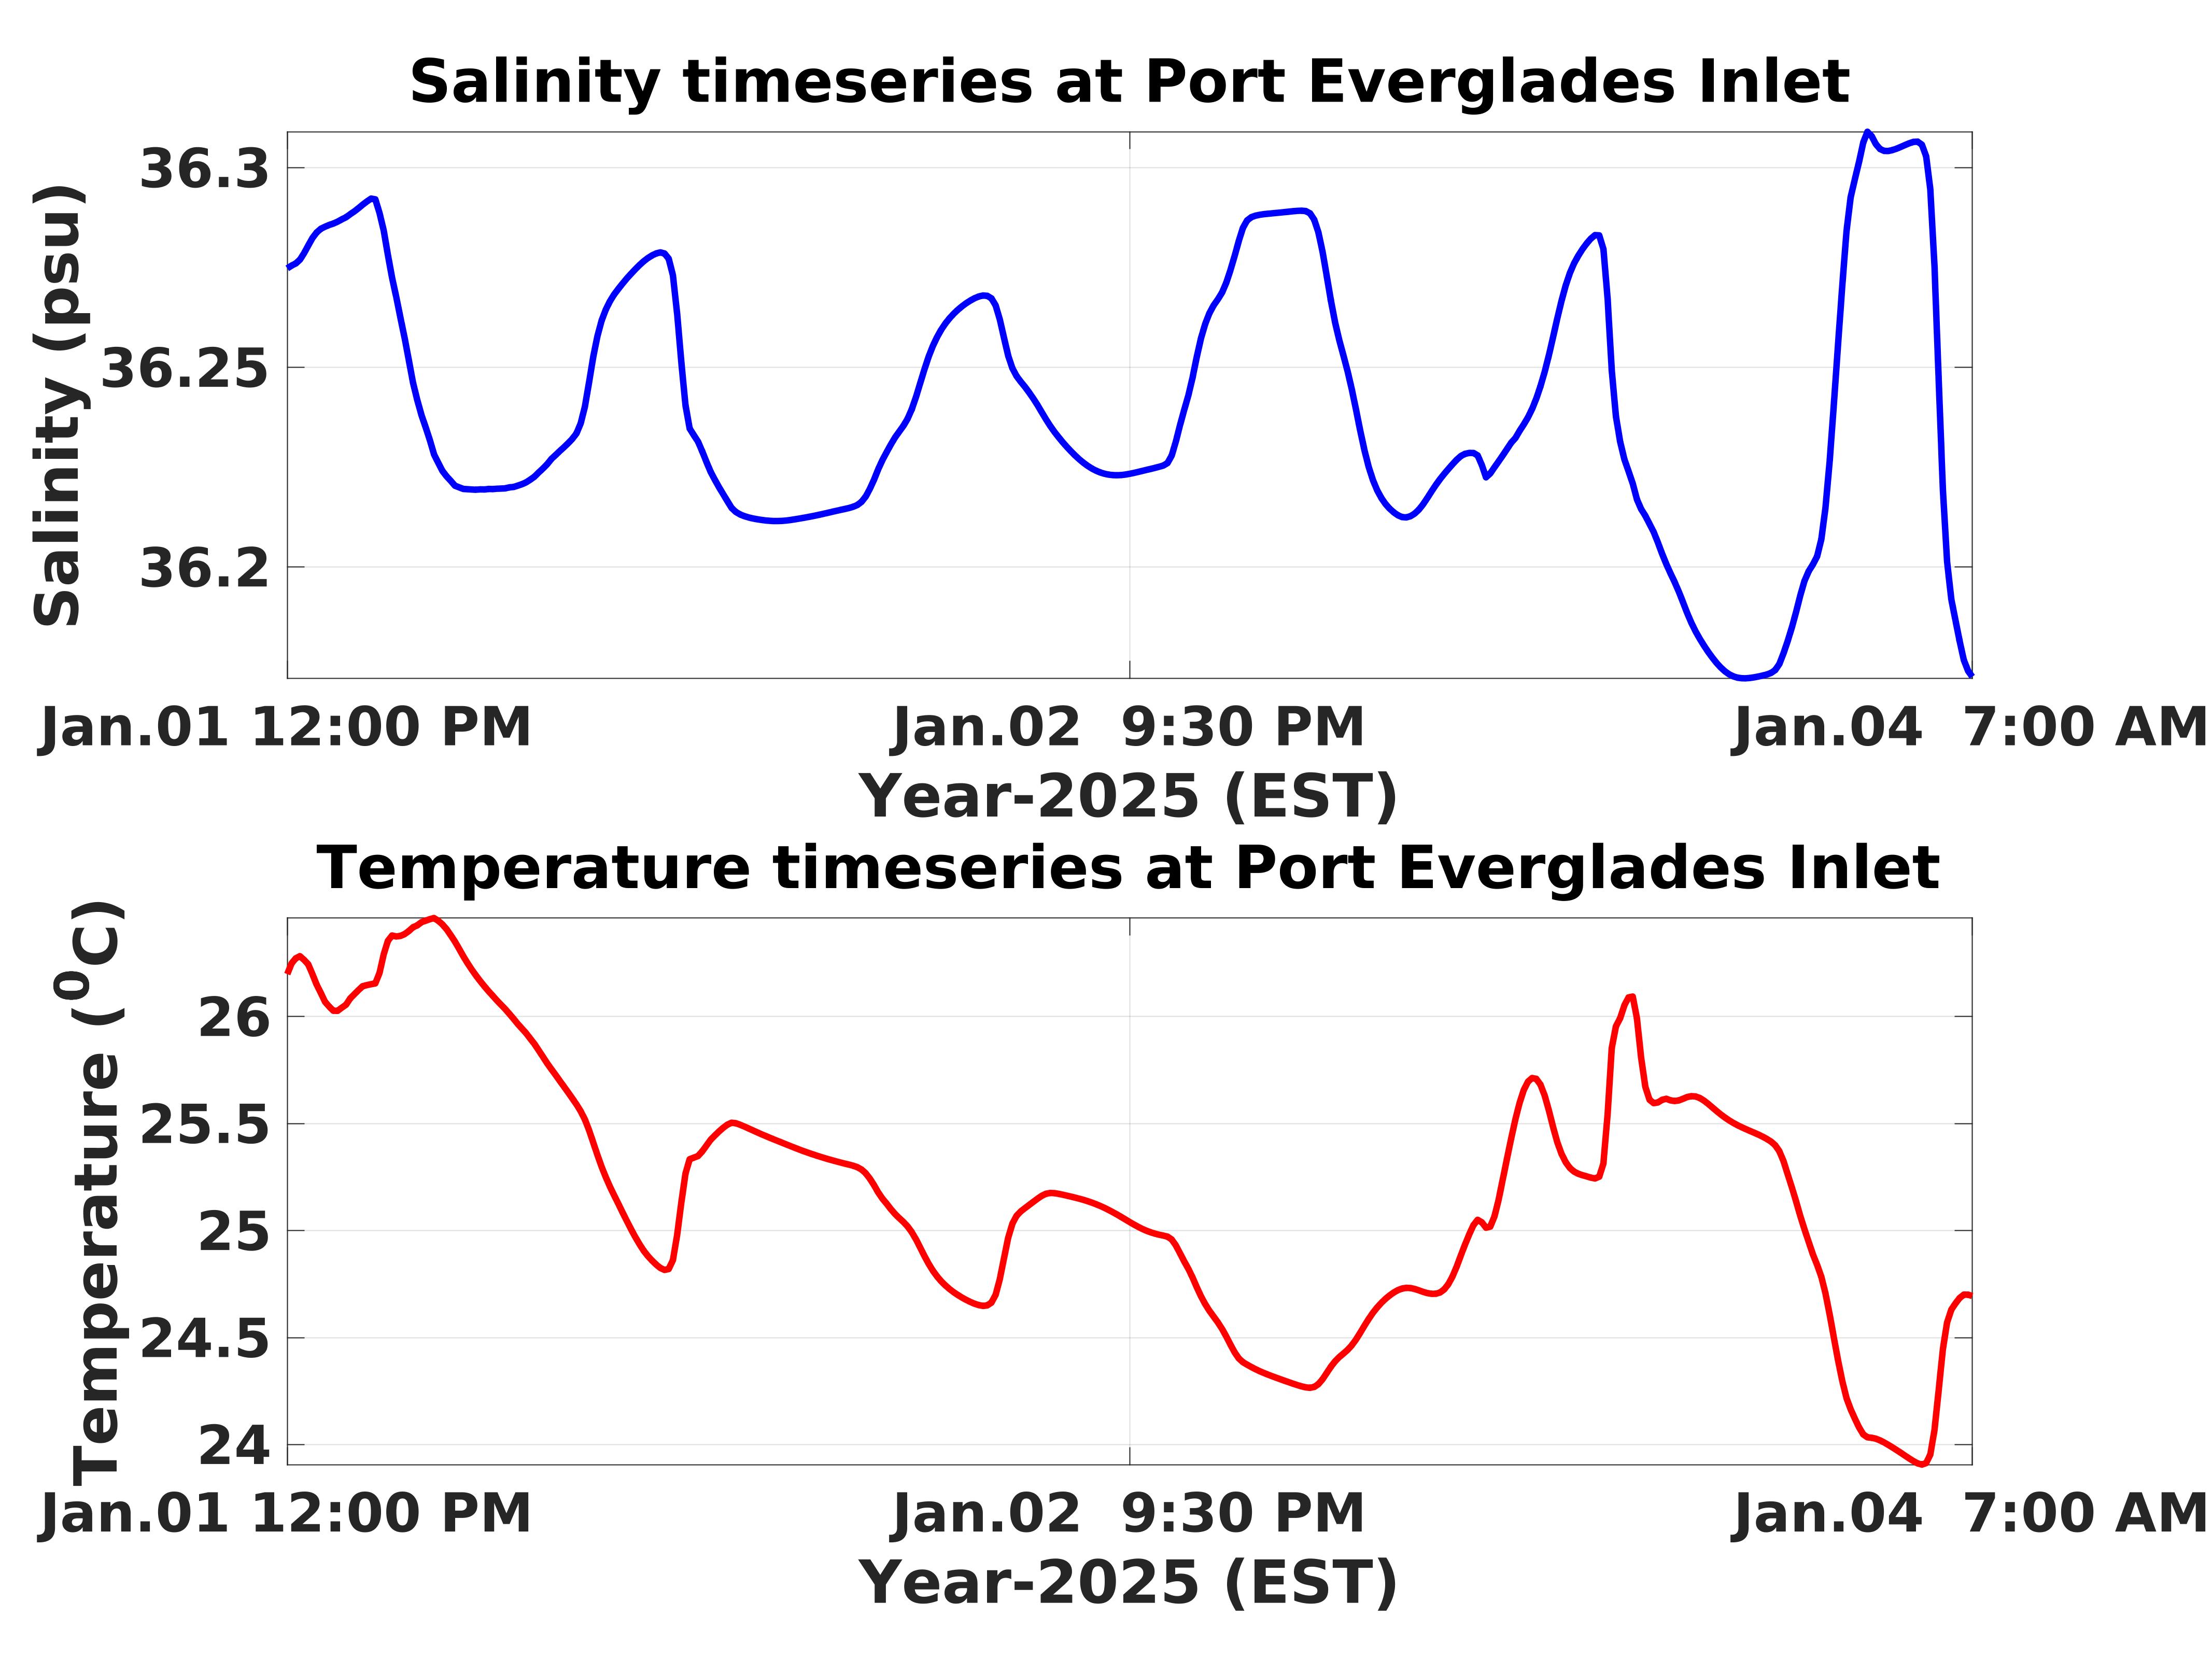 Salinity timeseries at Port Everglades Inlet
Salinity (psu)
36.3
36.25
36.2
Jan.01 12:00 PM Jan.02 9:30 PM Jan.04 7:00 AM
Year-2025 (EST)
Temperature timeseries at Port Everglades Inlet
Temperature (⁰C)
26
25.5
25
24.5
24
Jan.01 12:00 PM Jan.02 9:30 PM Jan.04 7:00 AM
Year-2025 (EST)